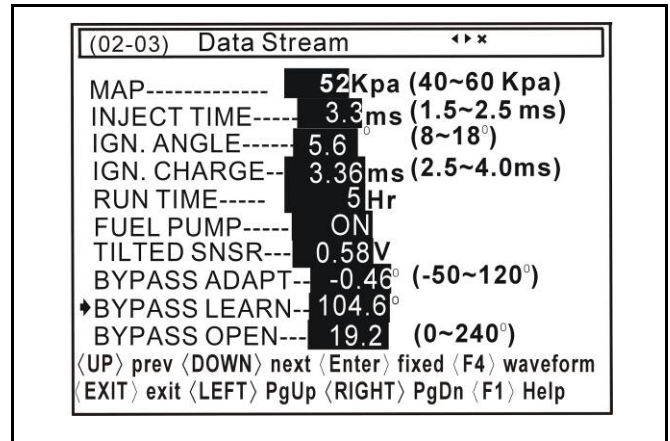 (02-03) Data Stream
MAP------------- 52Kpa (40~60 Kpa)
INJECT TIME----- 3.3ms (1.5~2.5 ms)
IGN. ANGLE------ 5.6° (8~18°)
IGN. CHARGE-- 3.36ms (2.5~4.0ms)
RUN TIME----- 5Hr
FUEL PUMP----- ON
TILTED SNSR--- 0.58V
BYPASS ADAPT-- -0.46° (-50~120°)
BYPASS LEARN-- 104.6°
BYPASS OPEN--- 19.2 (0~240°)
〈UP〉 prev 〈DOWN〉 next 〈Enter〉 fixed 〈F4〉 waveform
〈EXIT〉 exit 〈LEFT〉 PgUp 〈RIGHT〉 PgDn 〈F1〉 Help